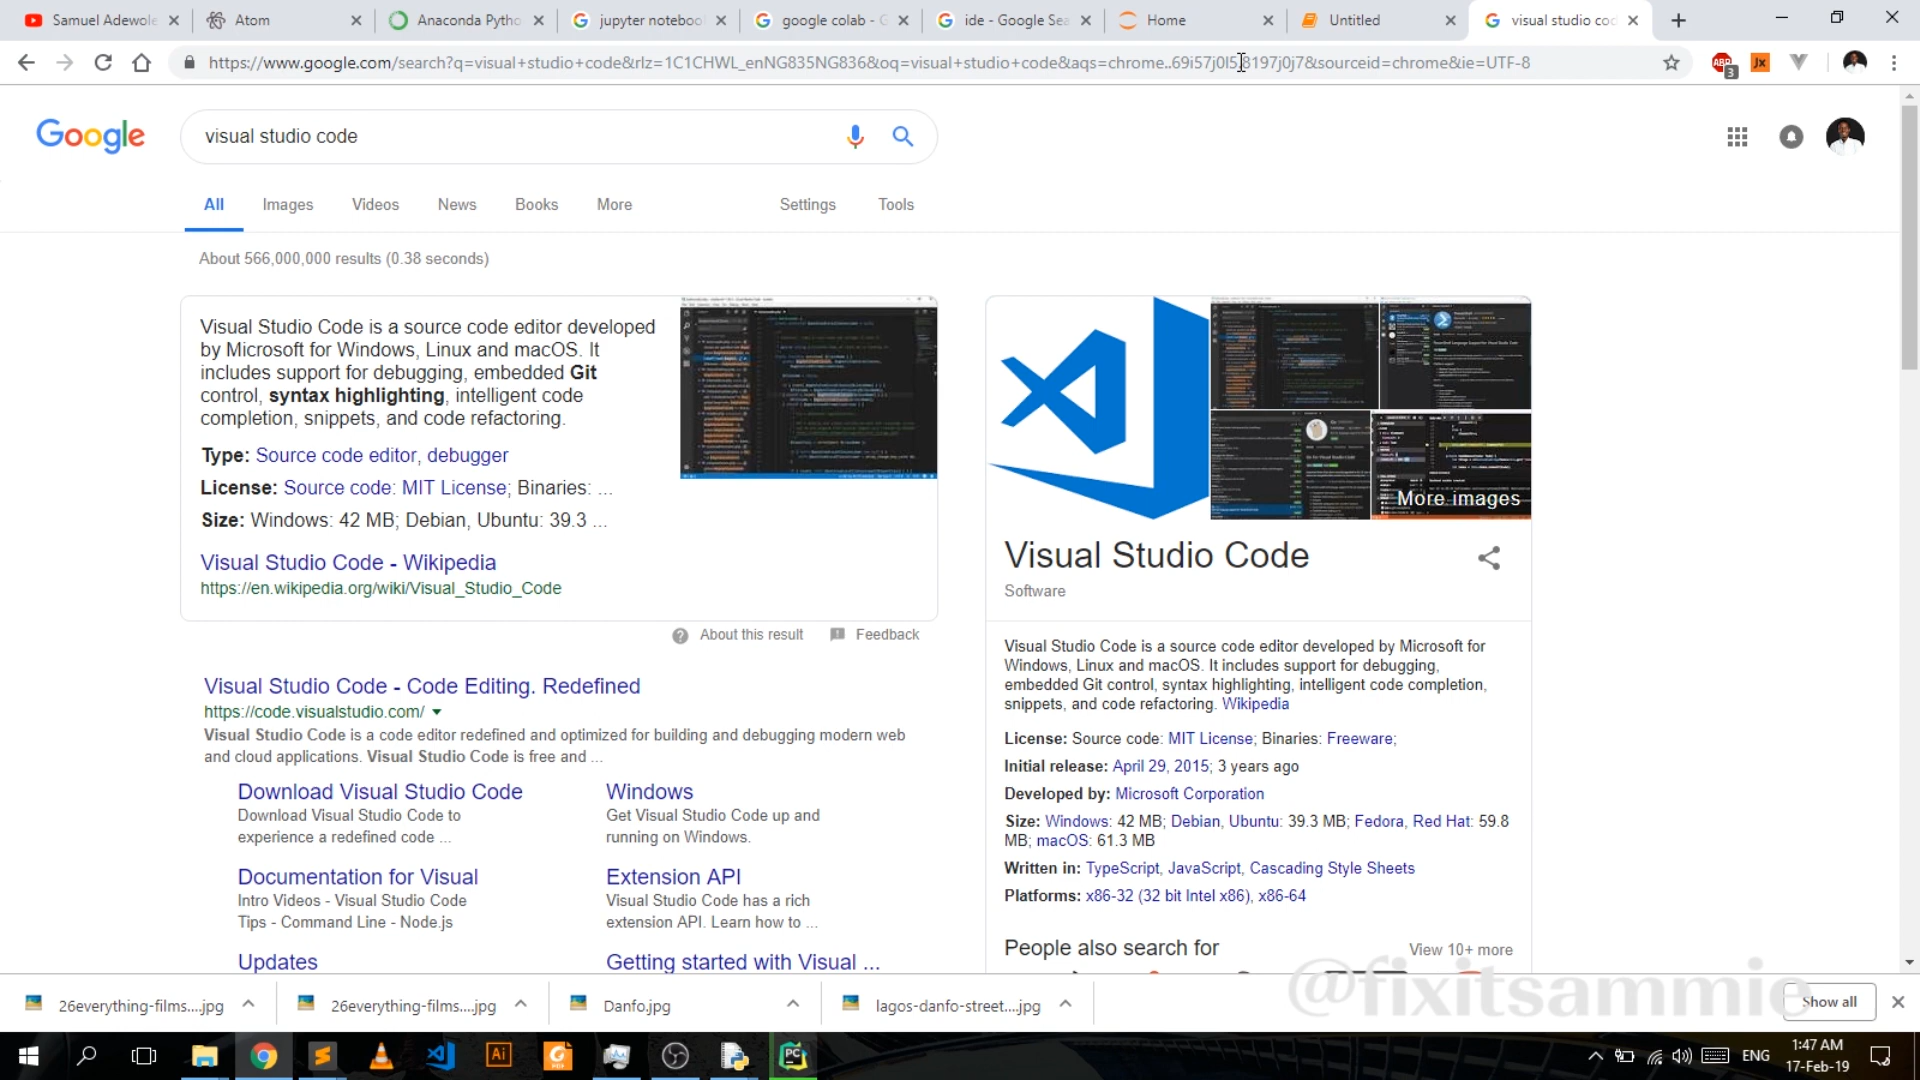 Samuel Adewole
Atom
Anaconda Pytho
jupyter notebool
google colab - G
ide - Google Sea
Home
Untitled
visual studio cod
https://www.google.com/search?q=visual+studio+code&rlz=1C1CHWL_enNG835NG836&oq=visual+studio+code&aqs=chrome..69i57j0l5.8197j0j7&sourceid=chrome&ie=UTF-8
ABP
3
Jx
Google
visual studio code
All
Images
Videos
News
Books
More
Settings
Tools
About 566,000,000 results (0.38 seconds)
Visual Studio Code is a source code editor developed
by Microsoft for Windows, Linux and macOS. It
includes support for debugging, embedded Git
control, syntax highlighting, intelligent code
completion, snippets, and code refactoring.
Type: Source code editor, debugger
License: Source code: MIT License; Binaries: ...
Size: Windows: 42 MB; Debian, Ubuntu: 39.3 ...
Visual Studio Code - Wikipedia
https://en.wikipedia.org/wiki/Visual_Studio_Code
About this result
Feedback
Visual Studio Code - Code Editing. Redefined
https://code.visualstudio.com/
Visual Studio Code is a code editor redefined and optimized for building and debugging modern web
and cloud applications. Visual Studio Code is free and ...
Download Visual Studio Code
Download Visual Studio Code to
experience a redefined code ...
Windows
Get Visual Studio Code up and
running on Windows.
Documentation for Visual
Intro Videos - Visual Studio Code
Tips - Command Line - Node.js
Extension API
Visual Studio Code has a rich
extension API. Learn how to ...
Updates
Getting started with Visual ...
More images
Visual Studio Code
Software
Visual Studio Code is a source code editor developed by Microsoft for
Windows, Linux and macOS. It includes support for debugging,
embedded Git control, syntax highlighting, intelligent code completion,
snippets, and code refactoring. Wikipedia
License: Source code: MIT License; Binaries: Freeware;
Initial release: April 29, 2015; 3 years ago
Developed by: Microsoft Corporation
Size: Windows: 42 MB; Debian, Ubuntu: 39.3 MB; Fedora, Red Hat: 59.8
MB; macOS: 61.3 MB
Written in: TypeScript, JavaScript, Cascading Style Sheets
Platforms: x86-32 (32 bit Intel x86), x86-64
People also search for
View 10+ more
@fixitsammie
26everything-films....jpg
26everything-films....jpg
Danfo.jpg
lagos-danfo-street....jpg
Show all
Ai
PC
ENG
1:47 AM
17-Feb-19